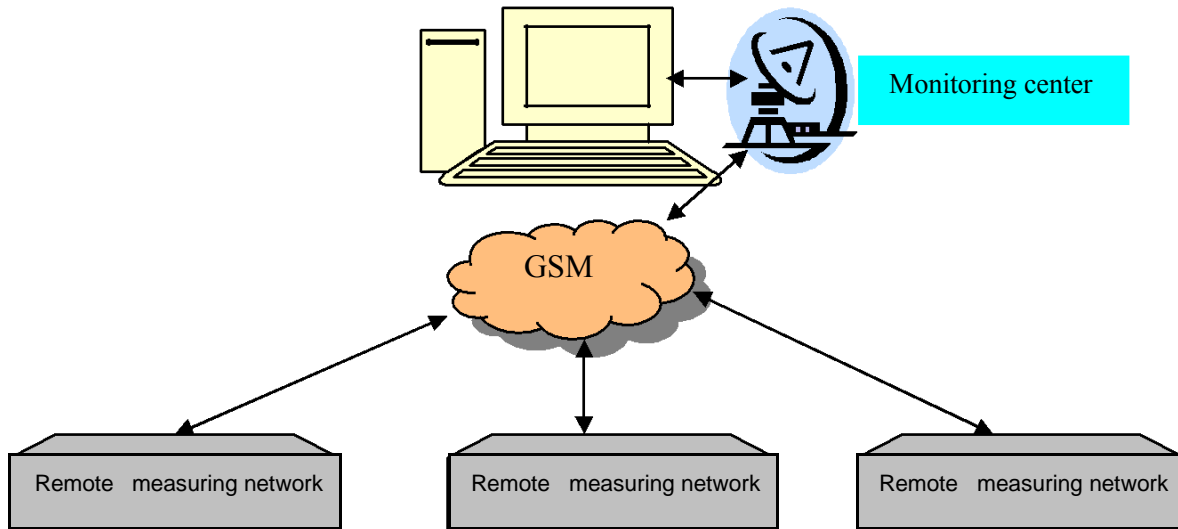 Monitoring center
GSM
Remote measuring network
Remote measuring network
Remote measuring network